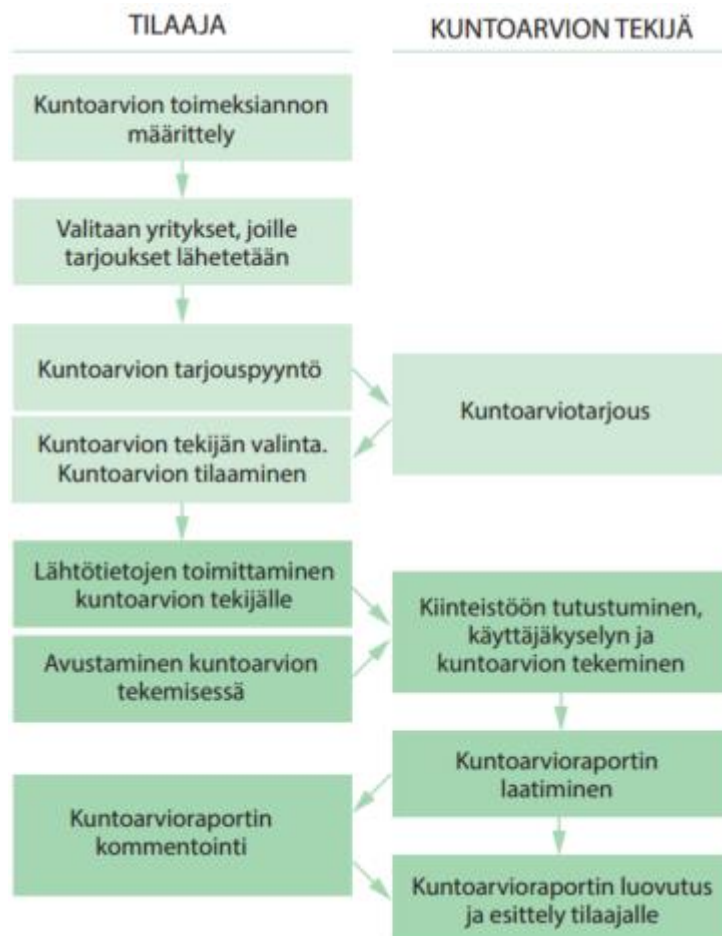 TILAAJA
KUNTOARVION TEKIJÄ
Kuntoarvion toimeksiannon
määrittely
Valitaan yritykset, joille
tarjoukset lähetetään
Kuntoarvion tarjouspyyntö
Kuntoarviotarjous
Kuntoarvion tekijän valinta.
Kuntoarvion tilaaminen
Lähtötietojen toimittaminen
kuntoarvion tekijälle
Avustaminen kuntoarvion
tekemisessä
Kiinteistöön tutustuminen,
käyttäjäkyselyn ja
kuntoarvion tekeminen
Kuntoarvioraportin
laatiminen
Kuntoarvioraportin
kommentointi
Kuntoarvioraportin luovutus
ja esittely tilaajalle